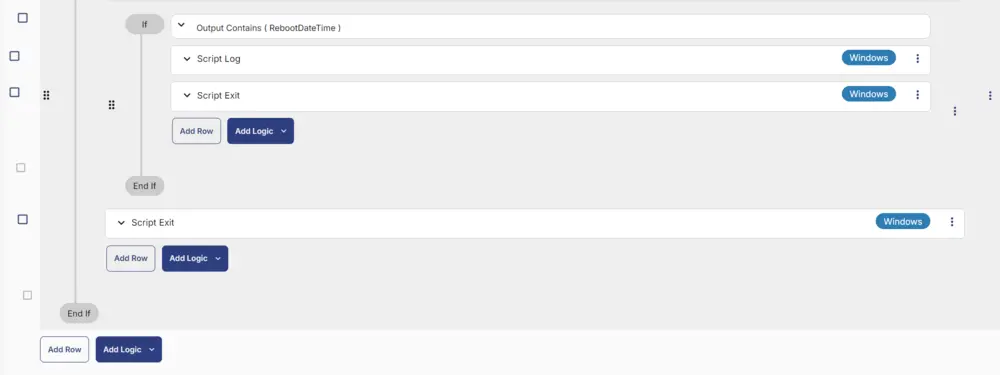 If
Output Contains ( RebootDateTime )
Script Log
Windows
Script Exit
Windows
Add Row
Add Logic
End If
Script Exit
Windows
Add Row
Add Logic
End If
Add Row
Add Logic